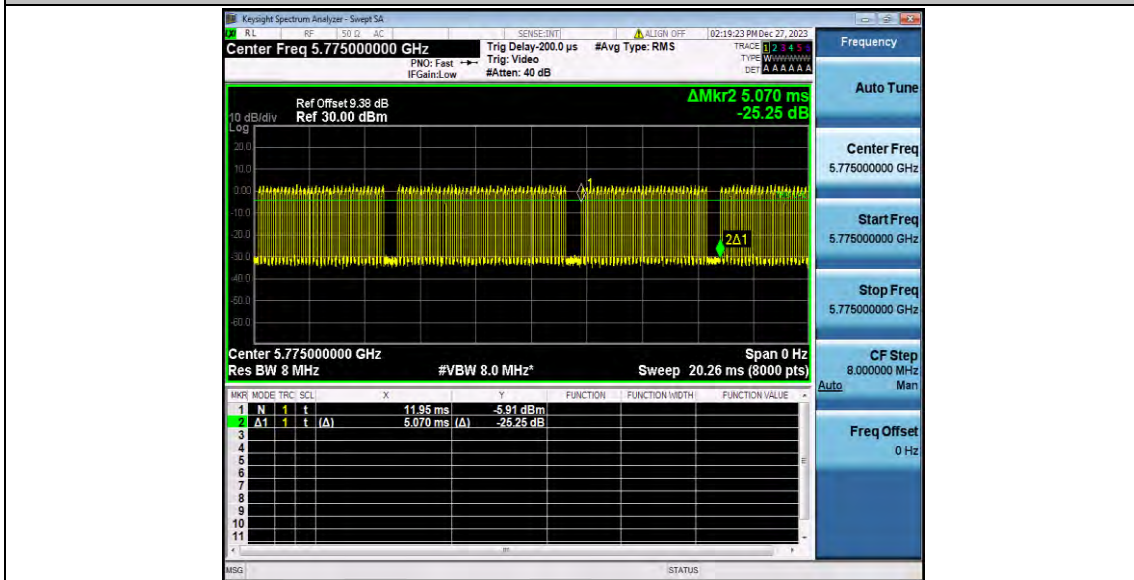 Keysight Spectrum Analyzer - Swept SA
RL RF 50 Ω AC SENSE:INT ALIGN OFF 02:19:23 PM Dec 27, 2023
Center Freq 5.775000000 GHz
PNO: Fast
IFGain:Low
Trig Delay-200.0 µs
Trig: Video
#Atten: 40 dB
#Avg Type: RMS
TRACE 1 2 3 4 5 6
TYPE W
DET A A A A A A
Frequency
Auto Tune
Center Freq
5.775000000 GHz
Start Freq
5.775000000 GHz
Stop Freq
5.775000000 GHz
CF Step
8.000000 MHz
Auto Man
Freq Offset
0 Hz
ΔMkr2 5.070 ms
-25.25 dB
Ref Offset 9.38 dB
10 dB/div Ref 30.00 dBm
Log
20.0
10.0
0.00
-10.0
-20.0
-30.0
-40.0
-50.0
-60.0
1
2Δ1
Center 5.775000000 GHz Span 0 Hz
Res BW 8 MHz #VBW 8.0 MHz* Sweep 20.26 ms (8000 pts)
MKR MODE TRC SCL X Y FUNCTION FUNCTION WIDTH FUNCTION VALUE
1 N 1 t 11.95 ms -5.91 dBm
2 Δ1 1 t (Δ) 5.070 ms (Δ) -25.25 dB
3
4
5
6
7
8
9
10
11
MSG STATUS